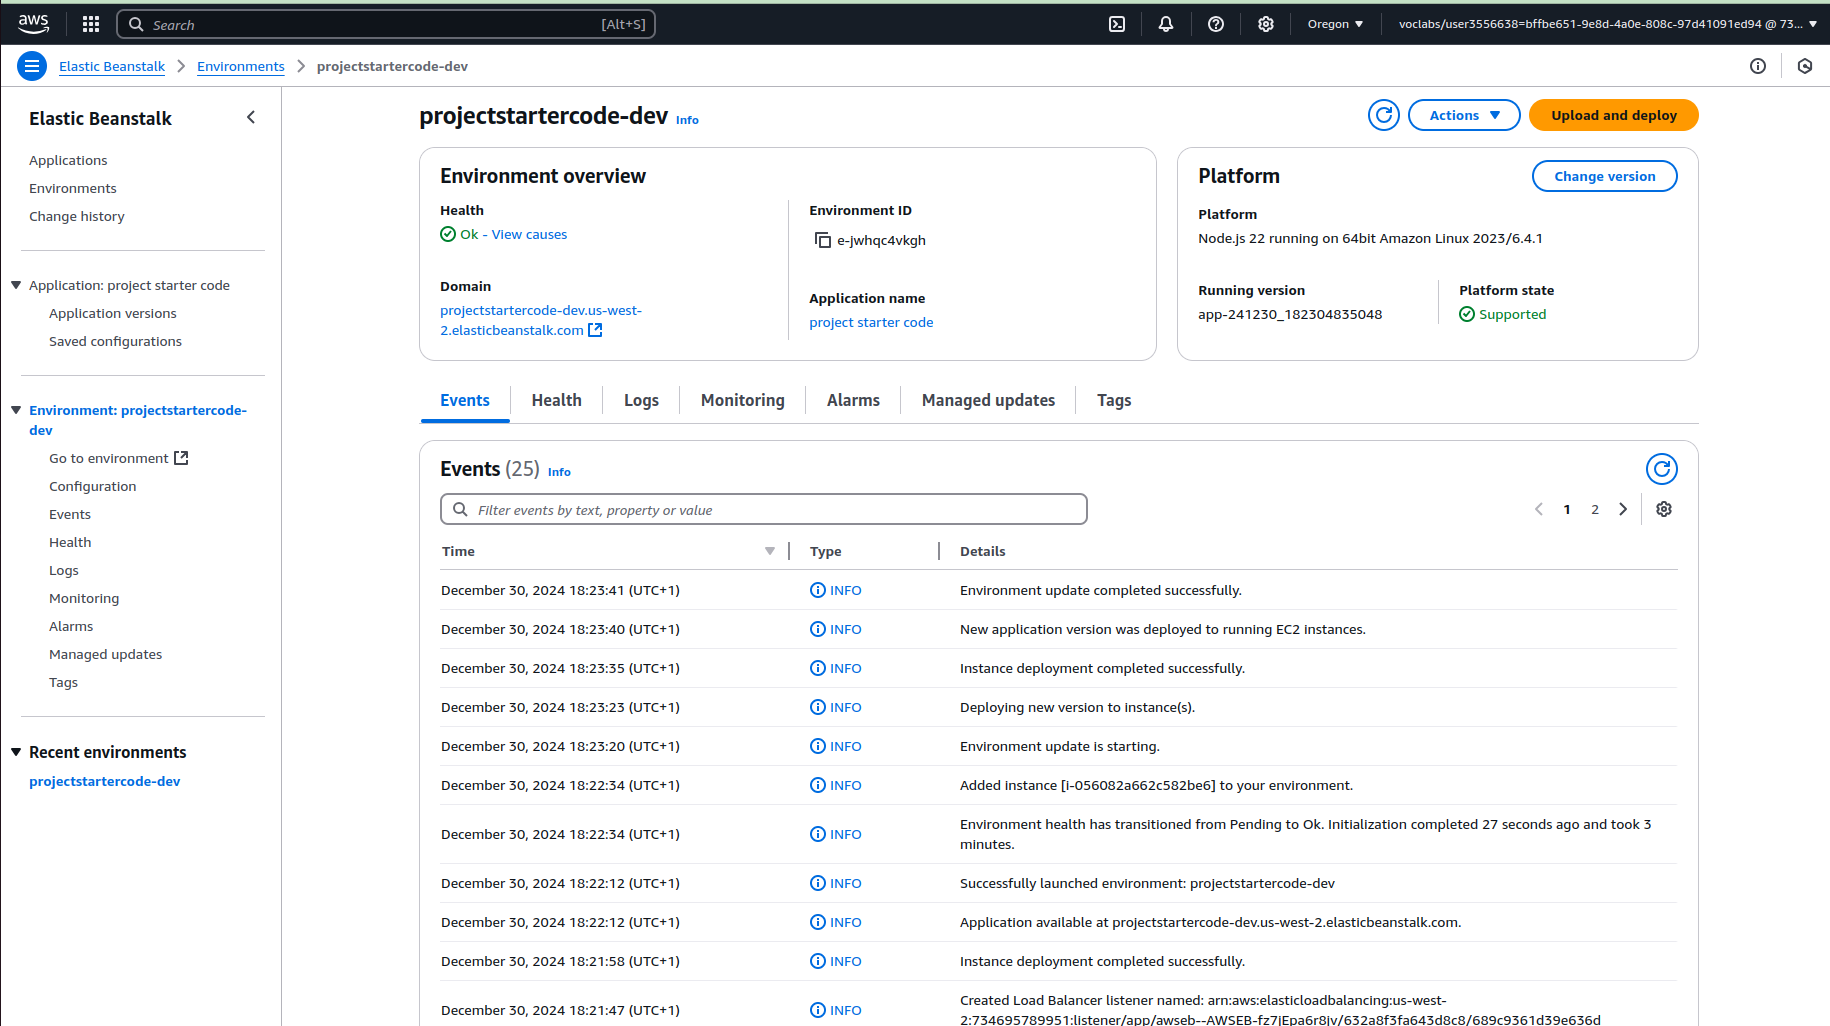 aws
Search [Alt+S]
Oregon
voclabs/user3556638=bffbe651-9e8d-4a0e-808c-97d41091ed94 @ 73...
Elastic Beanstalk
Environments
projectstartercode-dev
Elastic Beanstalk
Applications
Environments
Change history
Application: project starter code
Application versions
Saved configurations
Environment: projectstartercode-
dev
Go to environment
Configuration
Events
Health
Logs
Monitoring
Alarms
Managed updates
Tags
Recent environments
projectstartercode-dev
projectstartercode-dev Info
Actions
Upload and deploy
Environment overview
Health
Ok - View causes
Domain
projectstartercode-dev.us-west-
2.elasticbeanstalk.com
Environment ID
e-jwhqc4vkgh
Application name
project starter code
Platform
Change version
Platform
Node.js 22 running on 64bit Amazon Linux 2023/6.4.1
Running version
app-241230_182304835048
Platform state
Supported
Events Health Logs Monitoring Alarms Managed updates Tags
Events (25) Info
Filter events by text, property or value
1 2
Time Type Details
December 30, 2024 18:23:41 (UTC+1) INFO Environment update completed successfully.
December 30, 2024 18:23:40 (UTC+1) INFO New application version was deployed to running EC2 instances.
December 30, 2024 18:23:35 (UTC+1) INFO Instance deployment completed successfully.
December 30, 2024 18:23:23 (UTC+1) INFO Deploying new version to instance(s).
December 30, 2024 18:23:20 (UTC+1) INFO Environment update is starting.
December 30, 2024 18:22:34 (UTC+1) INFO Added instance [i-056082a662c582be6] to your environment.
December 30, 2024 18:22:34 (UTC+1) INFO Environment health has transitioned from Pending to Ok. Initialization completed 27 seconds ago and took 3
minutes.
December 30, 2024 18:22:12 (UTC+1) INFO Successfully launched environment: projectstartercode-dev
December 30, 2024 18:22:12 (UTC+1) INFO Application available at projectstartercode-dev.us-west-2.elasticbeanstalk.com.
December 30, 2024 18:21:58 (UTC+1) INFO Instance deployment completed successfully.
December 30, 2024 18:21:47 (UTC+1) INFO Created Load Balancer listener named: arn:aws:elasticloadbalancing:us-west-
2:734695789951:listener/app/awseb--AWSEB-fz7jEpa6r8jv/632a8f3fa643d8c8/689c9361d39e636d